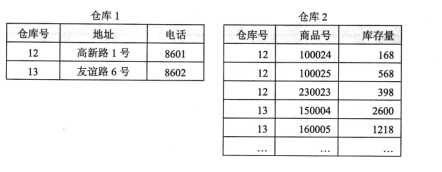 仓库1
仓库号 地址 电话
12 高新路1号 8601
13 友谊路6号 8602
仓库2
仓库号 商品号 库存量
12 100024 168
12 100025 568
12 230023 398
13 150004 2600
13 160005 1218
… … …